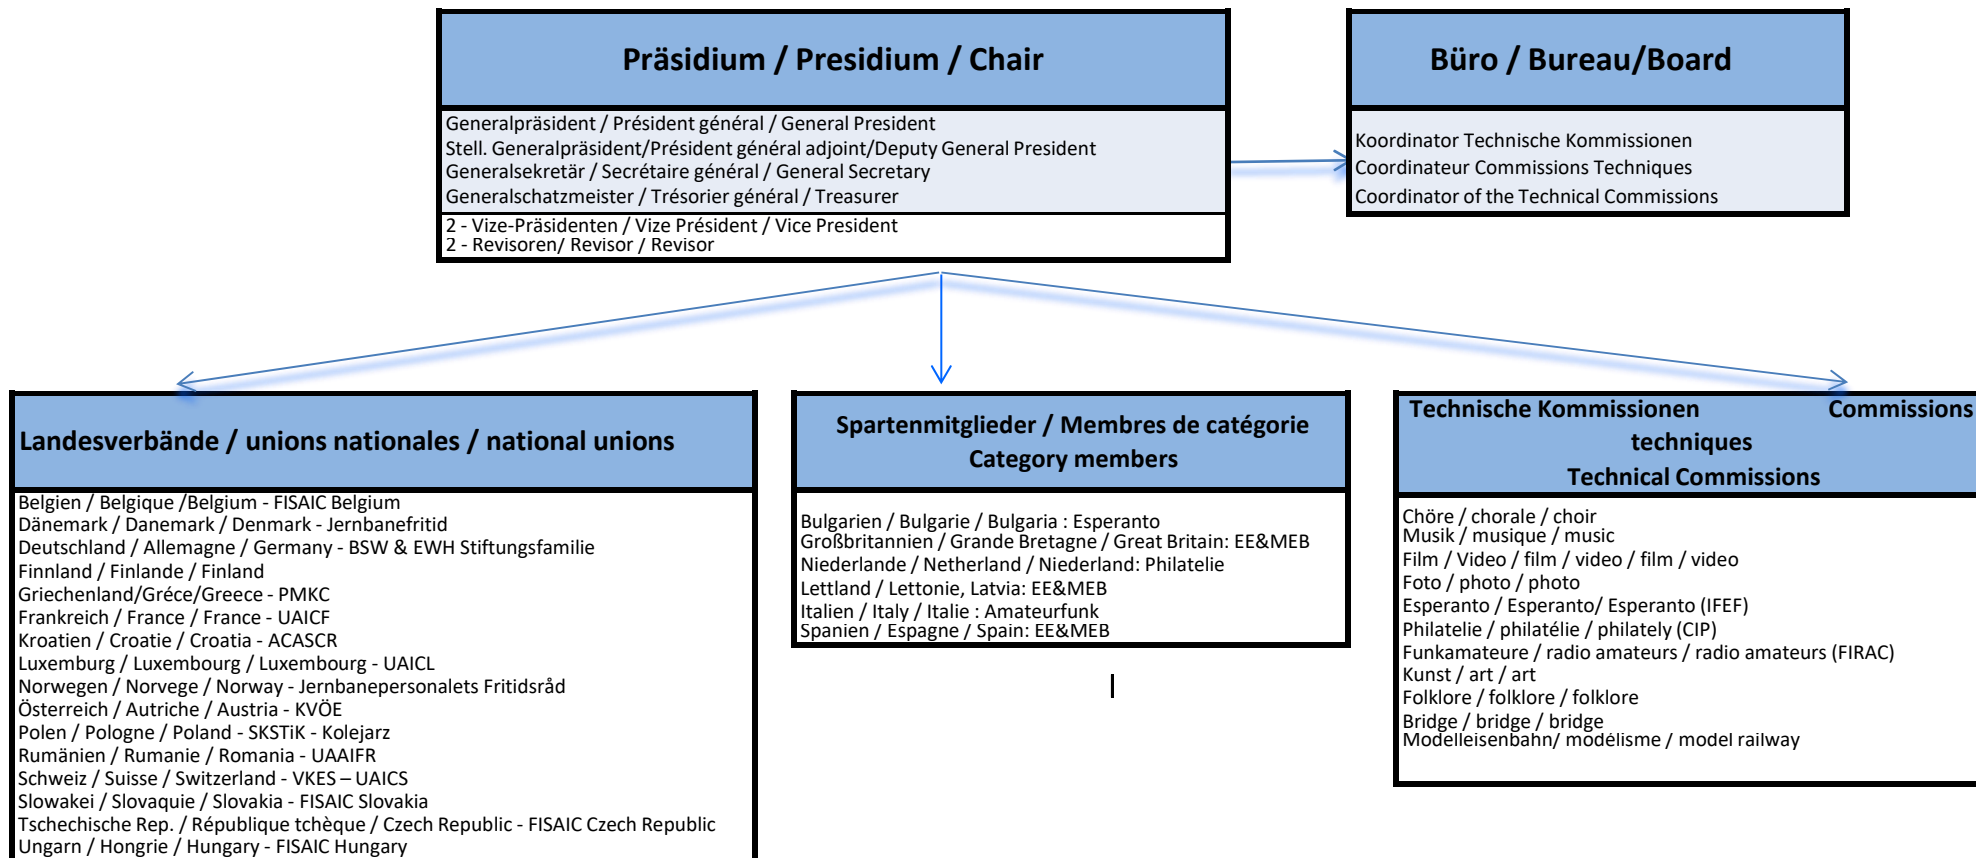 Präsidium / Presidium / Chair
Generalpräsident / Président général / General President
Stell. Generalpräsident/Président général adjoint/Deputy General President
Generalsekretär / Secrétaire général / General Secretary
Generalschatzmeister / Trésorier général / Treasurer
2 - Vize-Präsidenten / Vize Président / Vice President
2 - Revisoren/ Revisor / Revisor
Büro / Bureau/Board
Koordinator Technische Kommissionen
Coordinateur Commissions Techniques
Coordinator of the Technical Commissions
Landesverbände / unions nationales / national unions
Belgien / Belgique /Belgium - FISAIC Belgium
Dänemark / Danemark / Denmark - Jernbanefritid
Deutschland / Allemagne / Germany - BSW & EWH Stiftungsfamilie
Finnland / Finlande / Finland
Griechenland/Gréce/Greece - PMKC
Frankreich / France / France - UAICF
Kroatien / Croatie / Croatia - ACASCR
Luxemburg / Luxembourg / Luxembourg - UAICL
Norwegen / Norvege / Norway - Jernbanepersonalets Fritidsråd
Österreich / Autriche / Austria - KVÖE
Polen / Pologne / Poland - SKSTiK - Kolejarz
Rumänien / Rumanie / Romania - UAAIFR
Schweiz / Suisse / Switzerland - VKES – UAICS
Slowakei / Slovaquie / Slovakia - FISAIC Slovakia
Tschechische Rep. / République tchèque / Czech Republic - FISAIC Czech Republic
Ungarn / Hongrie / Hungary - FISAIC Hungary
Spartenmitglieder / Membres de catégorie
Category members
Bulgarien / Bulgarie / Bulgaria : Esperanto
Großbritannien / Grande Bretagne / Great Britain: EE&MEB
Niederlande / Netherland / Niederland: Philatelie
Lettland / Lettonie, Latvia: EE&MEB
Italien / Italy / Italie : Amateurfunk
Spanien / Espagne / Spain: EE&MEB
Technische Kommissionen Commissions
techniques
Technical Commissions
Chöre / chorale / choir
Musik / musique / music
Film / Video / film / video / film / video
Foto / photo / photo
Esperanto / Esperanto/ Esperanto (IFEF)
Philatelie / philatélie / philately (CIP)
Funkamateure / radio amateurs / radio amateurs (FIRAC)
Kunst / art / art
Folklore / folklore / folklore
Bridge / bridge / bridge
Modelleisenbahn/ modélisme / model railway